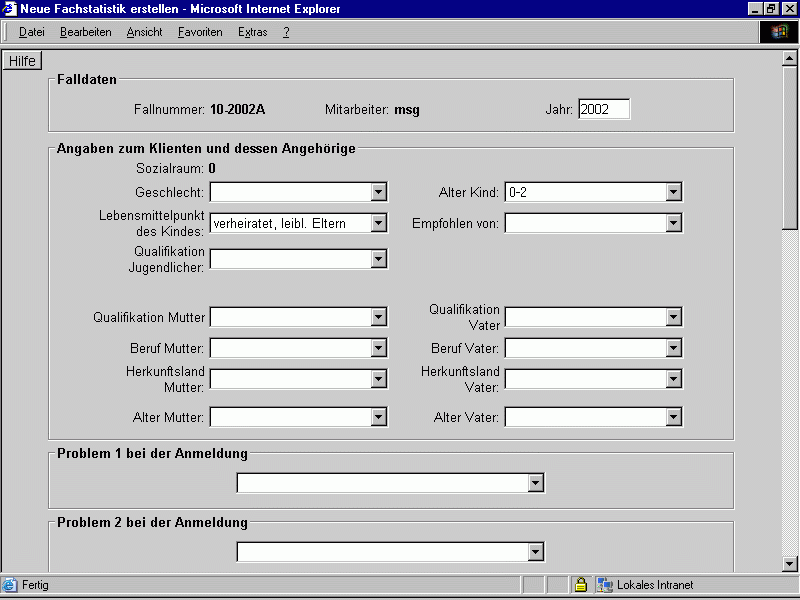 Neue Fachstatistik erstellen - Microsoft Internet Explorer
Datei Bearbeiten Ansicht Favoriten Extras ?
Hilfe
Falldaten
Fallnummer: 10-2002A Mitarbeiter: msg Jahr: 2002
Angaben zum Klienten und dessen Angehörige
Sozialraum: 0
Geschlecht: Alter Kind: 0-2
Lebensmittelpunkt
des Kindes: verheiratet, leibl. Eltern Empfohlen von:
Qualifikation
Jugendlicher:
Qualifikation Mutter Qualifikation
Vater
Beruf Mutter: Beruf Vater:
Herkunftsland Herkunftsland
Mutter: Vater:
Alter Mutter: Alter Vater:
Problem 1 bei der Anmeldung
Problem 2 bei der Anmeldung
Fertig Lokales Intranet